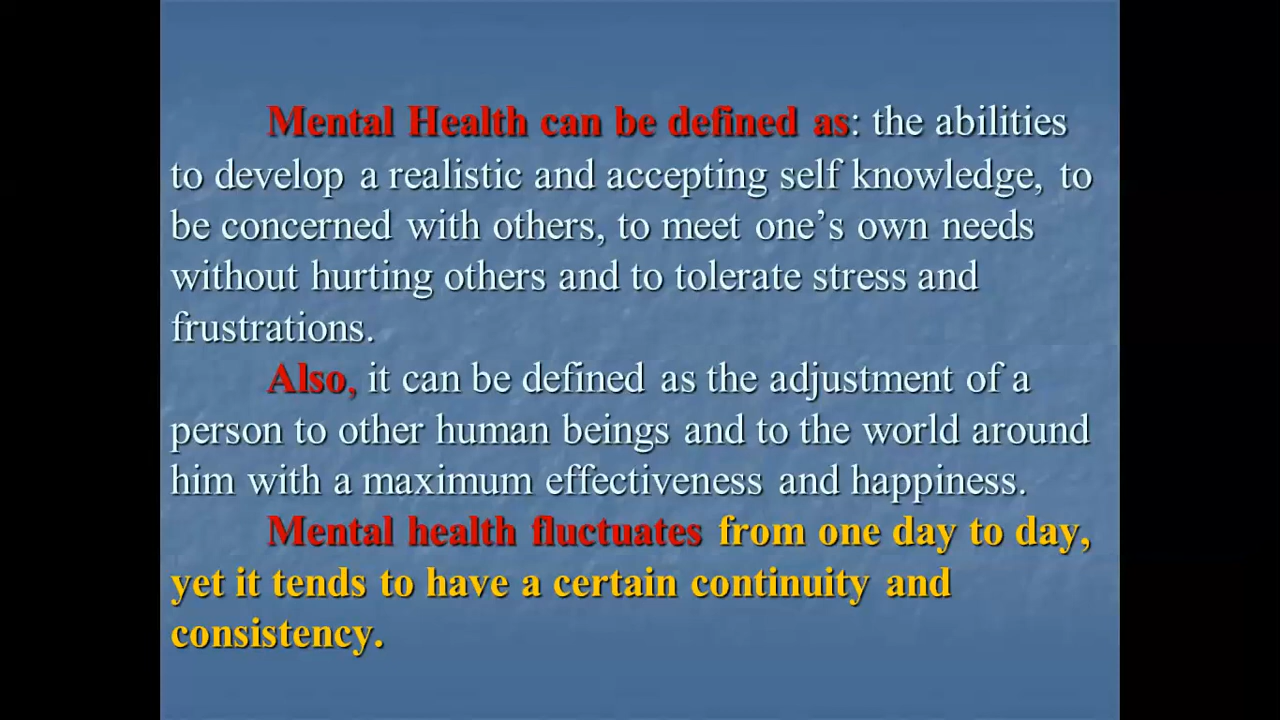 Mental Health can be defined as: the abilities
to develop a realistic and accepting self knowledge, to
be concerned with others, to meet one’s own needs
without hurting others and to tolerate stress and
frustrations.
Also, it can be defined as the adjustment of a
person to other human beings and to the world around
him with a maximum effectiveness and happiness.
Mental health fluctuates from one day to day,
yet it tends to have a certain continuity and
consistency.